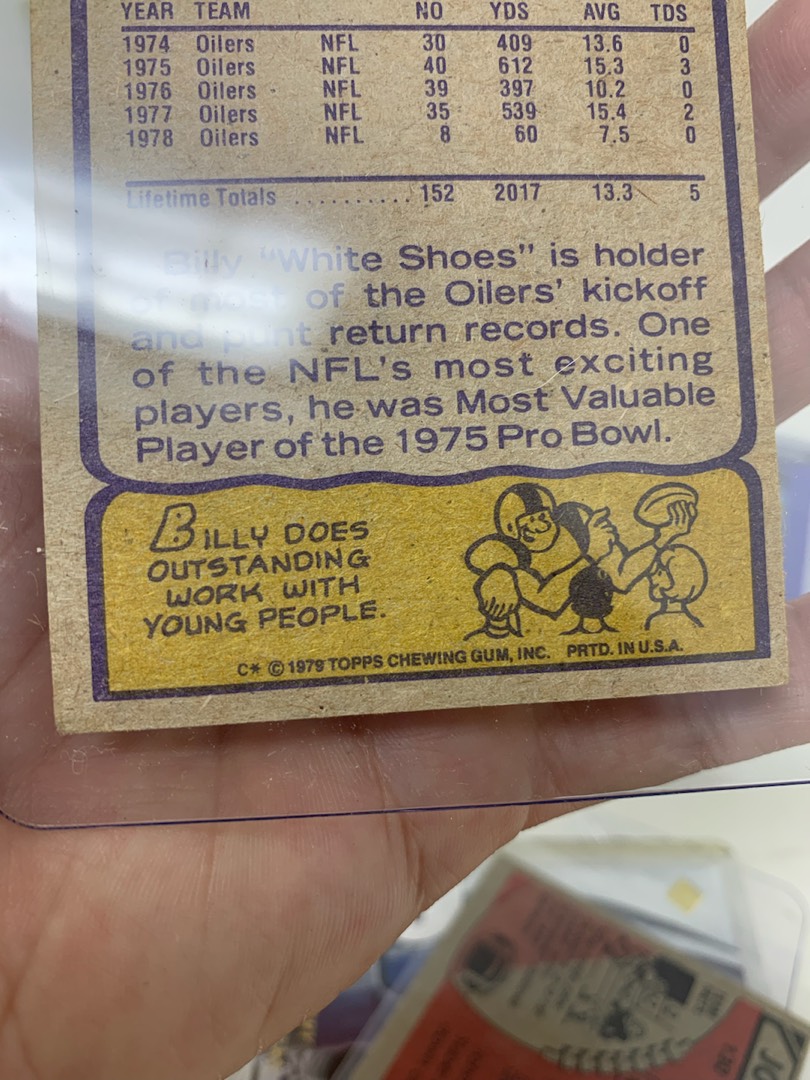 YEAR TEAM NO YDS AVG TDS
1974 Oilers NFL 30 409 13.6 0
1975 Oilers NFL 40 612 15.3 3
1976 Oilers NFL 39 397 10.2 0
1977 Oilers NFL 35 539 15.4 2
1978 Oilers NFL 8 60 7.5 0
Lifetime Totals .......... 152 2017 13.3 5
Billy "White Shoes" is holder
of most of the Oilers' kickoff
and punt return records. One
of the NFL's most exciting
players, he was Most Valuable
Player of the 1975 Pro Bowl.
BILLY DOES
OUTSTANDING
WORK WITH
YOUNG PEOPLE.
C* © 1979 TOPPS CHEWING GUM, INC. PRTD. IN U.S.A.